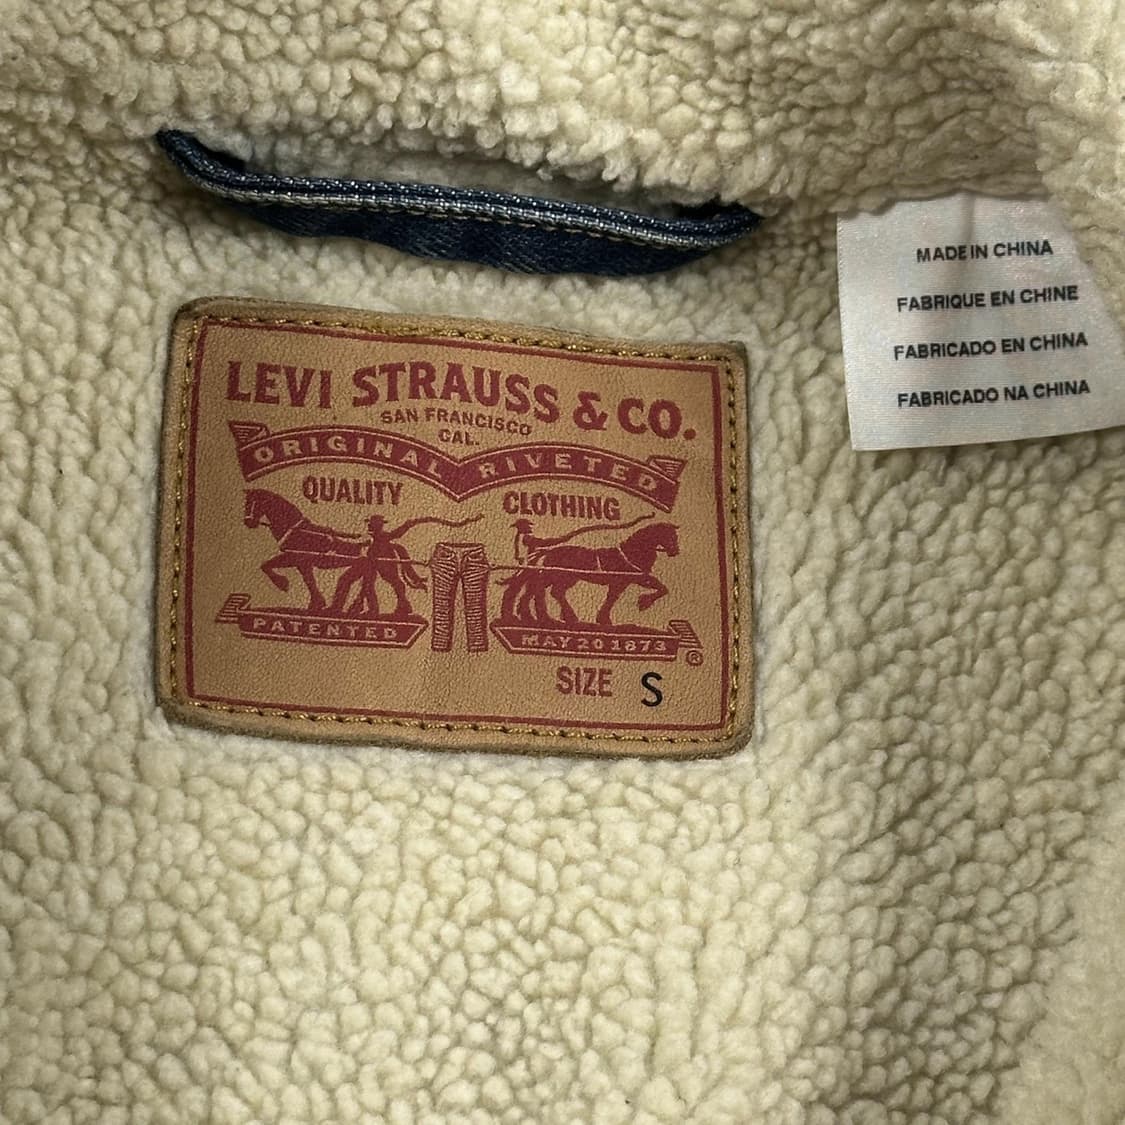 LEVI STRAUSS & CO.
SAN FRANCISCO
CAL.
ORIGINAL RIVETED
QUALITY CLOTHING
PATENTED MAY 20 1873
®
SIZE S
MADE IN CHINA
FABRIQUE EN CHINE
FABRICADO EN CHINA
FABRICADO NA CHINA